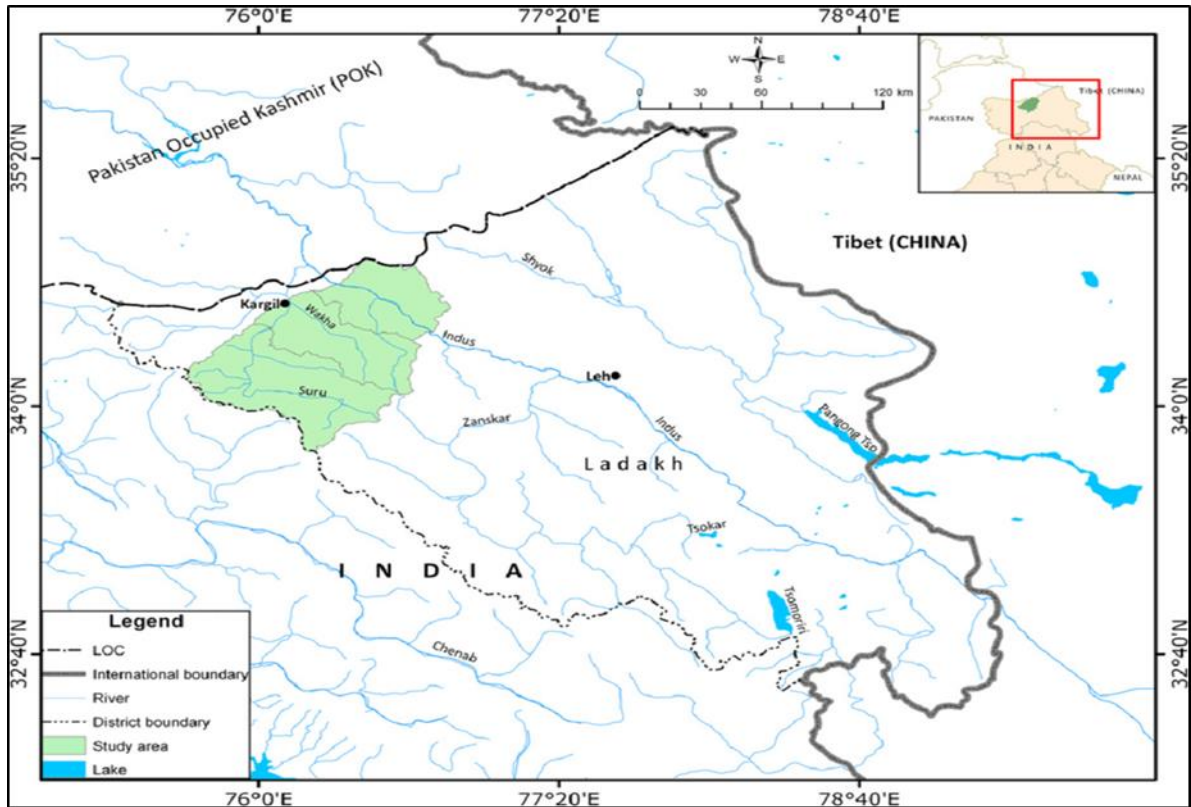 76°0'E
77°20'E
78°40'E
Pakistan Occupied Kashmir (POK)
N
W E
S
0 30 60 120 km
Tibet (CHINA)
PAKISTAN
INDIA
NEPAL
35°20'N
35°20'N
Tibet (CHINA)
Shyok
Kargil
Wakha
Indus
Leh
Suru
Zanskar
Indus
Pangong Tso
34°0'N
34°0'N
Ladakh
Tsokar
INDIA
Tsomoriri
Chenab
32°40'N
32°40'N
Legend
LOC
International boundary
River
District boundary
Study area
Lake
76°0'E
77°20'E
78°40'E